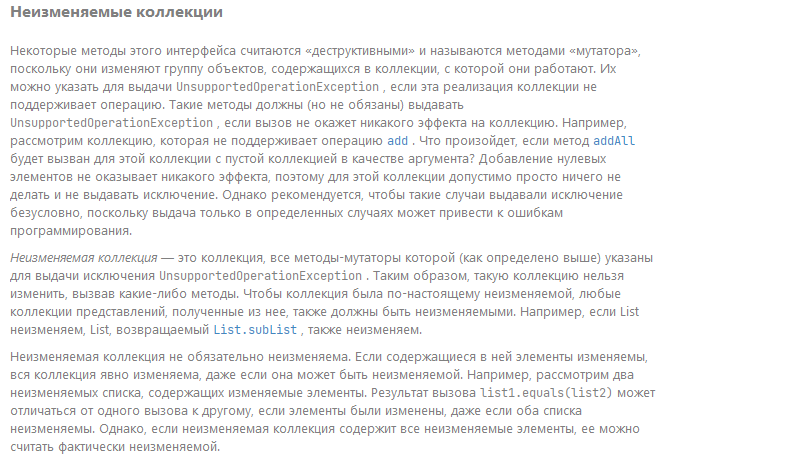 Неизменяемые коллекции
Некоторые методы этого интерфейса считаются «деструктивными» и называются методами «мутатора»,
поскольку они изменяют группу объектов, содержащихся в коллекции, с которой они работают. Их
можно указать для выдачи UnsupportedOperationException , если эта реализация коллекции не
поддерживает операцию. Такие методы должны (но не обязаны) выдавать
UnsupportedOperationException , если вызов не окажет никакого эффекта на коллекцию. Например,
рассмотрим коллекцию, которая не поддерживает операцию add . Что произойдет, если метод addAll
будет вызван для этой коллекции с пустой коллекцией в качестве аргумента? Добавление нулевых
элементов не оказывает никакого эффекта, поэтому для этой коллекции допустимо просто ничего не
делать и не выдавать исключение. Однако рекомендуется, чтобы такие случаи выдавали исключение
безусловно, поскольку выдача только в определенных случаях может привести к ошибкам
программирования.
Неизменяемая коллекция — это коллекция, все методы-мутаторы которой (как определено выше) указаны
для выдачи исключения UnsupportedOperationException . Таким образом, такую коллекцию нельзя
изменить, вызвав какие-либо методы. Чтобы коллекция была по-настоящему неизменяемой, любые
коллекции представлений, полученные из нее, также должны быть неизменяемыми. Например, если List
неизменяем, List, возвращаемый List.subList , также неизменяем.
Неизменяемая коллекция не обязательно неизменяема. Если содержащиеся в ней элементы изменяемы,
вся коллекция явно изменяема, даже если она может быть неизменяемой. Например, рассмотрим два
неизменяемых списка, содержащих изменяемые элементы. Результат вызова list1.equals(list2) может
отличаться от одного вызова к другому, если элементы были изменены, даже если оба списка
неизменяемы. Однако, если неизменяемая коллекция содержит все неизменяемые элементы, ее можно
считать фактически неизменяемой.